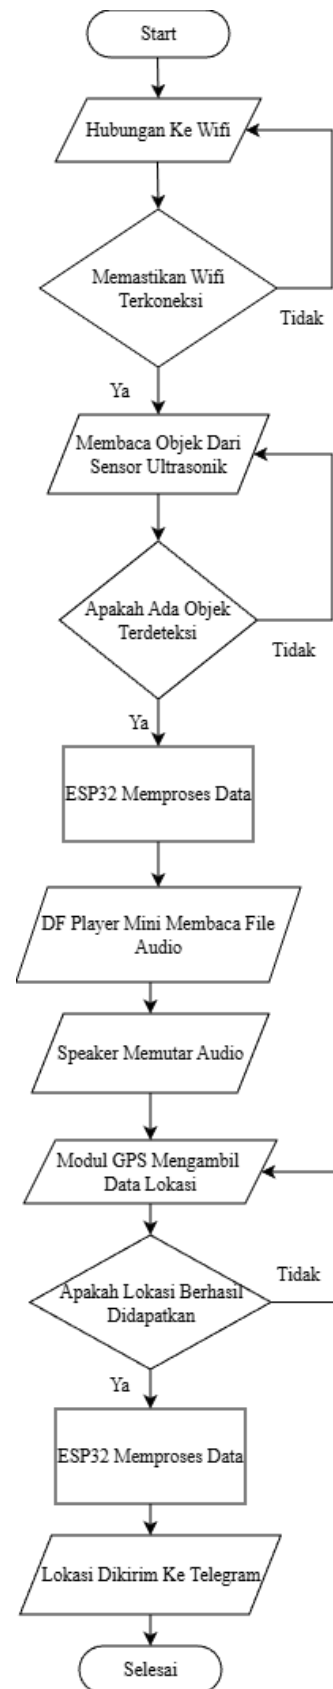 Start
Hubungan Ke Wifi
Memastikan Wifi
Terkoneksi
Tidak
Ya
Membaca Objek Dari
Sensor Ultrasonik
Apakah Ada Objek
Terdeteksi
Tidak
Ya
ESP32 Memproses Data
DF Player Mini Membaca File
Audio
Speaker Memutar Audio
Modul GPS Mengambil
Data Lokasi
Tidak
Apakah Lokasi Berhasil
Didapatkan
Ya
ESP32 Memproses Data
Lokasi Dikirim Ke Telegram
Selesai